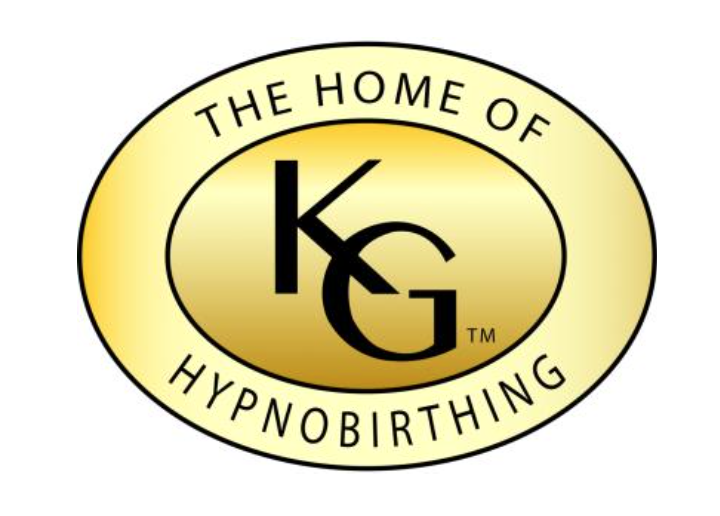 THE HOME OF
KG™
HYPNOBIRTHING